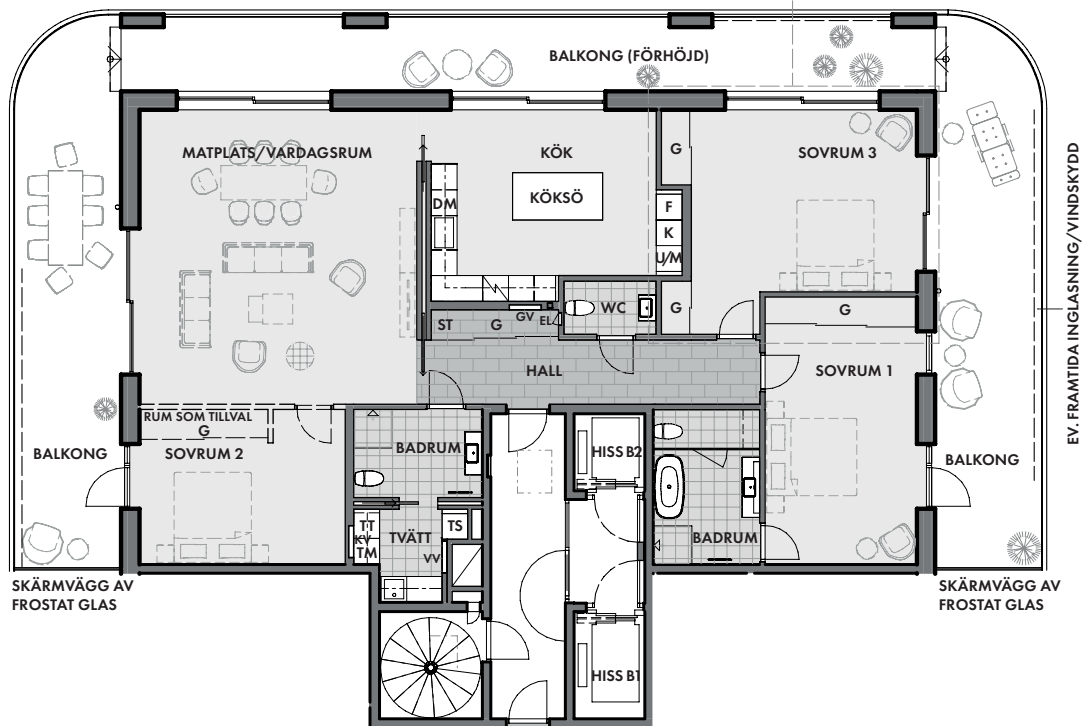 BALKONG (FÖRHÖJD)
MATPLATS/VARDAGSRUM
KÖK
G
SOVRUM 3
KÖKSÖ
DM
F
K
U/M
EV. FRAMTIDA INGLASNING/VINDSKYDD
WC
G
G
ST
G
GV
EL
HALL
SOVRUM 1
RUM SOM TILLVAL
G
SOVRUM 2
BALKONG
BADRUM
HISS B2
BALKONG
TT
KV
TM
TVÄTT
TS
VV
BADRUM
SKÄRMVÄGG AV
FROSTAT GLAS
SKÄRMVÄGG AV
FROSTAT GLAS
HISS B1